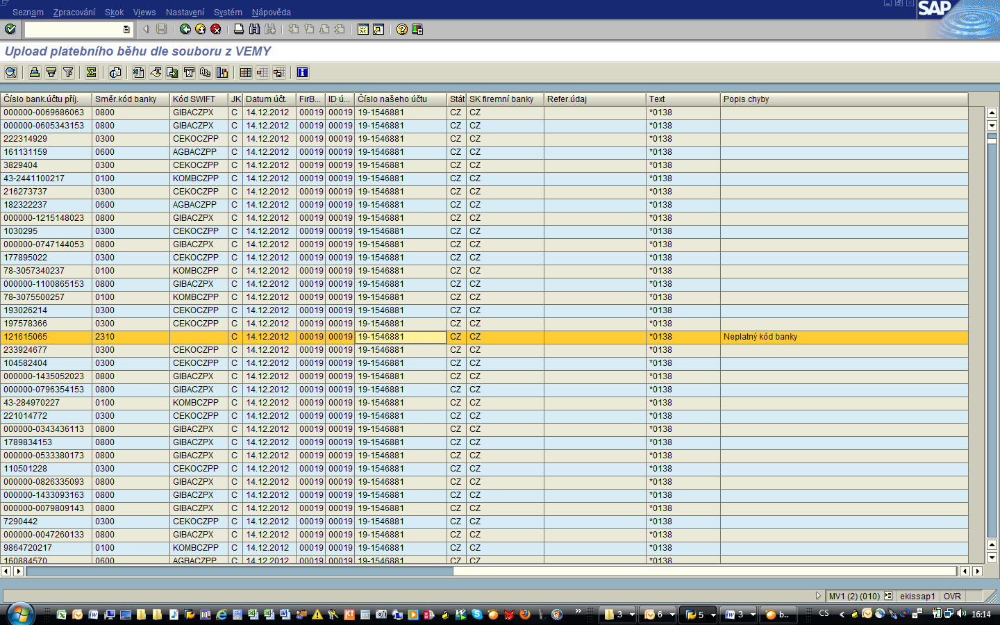 Seznam Zpracování Skok Views Nastavení Systém Nápověda
SAP
Upload platebního běhu dle souboru z VEMY
Číslo bank.účtu příj. Směr.kód banky Kód SWIFT JK Datum účt. FirB... ID ú... Číslo našeho účtu Stát SK firemní banky Refer.údaj Text Popis chyby
000000-0069686063 0800 GIBACZPX C 14.12.2012 00019 00019 19-1546881 CZ CZ *0138
000000-0605343153 0800 GIBACZPX C 14.12.2012 00019 00019 19-1546881 CZ CZ *0138
222314929 0300 CEKOCZPP C 14.12.2012 00019 00019 19-1546881 CZ CZ *0138
161131159 0600 AGBACZPP C 14.12.2012 00019 00019 19-1546881 CZ CZ *0138
3829404 0300 CEKOCZPP C 14.12.2012 00019 00019 19-1546881 CZ CZ *0138
43-2441100217 0100 KOMBCZPP C 14.12.2012 00019 00019 19-1546881 CZ CZ *0138
216273737 0300 CEKOCZPP C 14.12.2012 00019 00019 19-1546881 CZ CZ *0138
182322237 0600 AGBACZPP C 14.12.2012 00019 00019 19-1546881 CZ CZ *0138
000000-1215148023 0800 GIBACZPX C 14.12.2012 00019 00019 19-1546881 CZ CZ *0138
1030295 0300 CEKOCZPP C 14.12.2012 00019 00019 19-1546881 CZ CZ *0138
000000-0747144053 0800 GIBACZPX C 14.12.2012 00019 00019 19-1546881 CZ CZ *0138
177895022 0300 CEKOCZPP C 14.12.2012 00019 00019 19-1546881 CZ CZ *0138
78-3057340237 0100 KOMBCZPP C 14.12.2012 00019 00019 19-1546881 CZ CZ *0138
000000-1100865153 0800 GIBACZPX C 14.12.2012 00019 00019 19-1546881 CZ CZ *0138
78-3075500257 0100 KOMBCZPP C 14.12.2012 00019 00019 19-1546881 CZ CZ *0138
193026214 0300 CEKOCZPP C 14.12.2012 00019 00019 19-1546881 CZ CZ *0138
197578366 0300 CEKOCZPP C 14.12.2012 00019 00019 19-1546881 CZ CZ *0138
121615065 2310 C 14.12.2012 00019 00019 19-1546881 CZ CZ *0138 Neplatný kód banky
233924677 0300 CEKOCZPP C 14.12.2012 00019 00019 19-1546881 CZ CZ *0138
104582404 0300 CEKOCZPP C 14.12.2012 00019 00019 19-1546881 CZ CZ *0138
000000-1435052023 0800 GIBACZPX C 14.12.2012 00019 00019 19-1546881 CZ CZ *0138
000000-0796354153 0800 GIBACZPX C 14.12.2012 00019 00019 19-1546881 CZ CZ *0138
43-284970227 0100 KOMBCZPP C 14.12.2012 00019 00019 19-1546881 CZ CZ *0138
221014772 0300 CEKOCZPP C 14.12.2012 00019 00019 19-1546881 CZ CZ *0138
000000-0343436113 0800 GIBACZPX C 14.12.2012 00019 00019 19-1546881 CZ CZ *0138
1789834153 0800 GIBACZPX C 14.12.2012 00019 00019 19-1546881 CZ CZ *0138
000000-0533380173 0800 GIBACZPX C 14.12.2012 00019 00019 19-1546881 CZ CZ *0138
110501228 0300 CEKOCZPP C 14.12.2012 00019 00019 19-1546881 CZ CZ *0138
000000-0826335093 0800 GIBACZPX C 14.12.2012 00019 00019 19-1546881 CZ CZ *0138
000000-1433093163 0800 GIBACZPX C 14.12.2012 00019 00019 19-1546881 CZ CZ *0138
000000-0079809143 0800 GIBACZPX C 14.12.2012 00019 00019 19-1546881 CZ CZ *0138
7290442 0300 CEKOCZPP C 14.12.2012 00019 00019 19-1546881 CZ CZ *0138
000000-0047260133 0800 GIBACZPX C 14.12.2012 00019 00019 19-1546881 CZ CZ *0138
9864720217 0100 KOMBCZPP C 14.12.2012 00019 00019 19-1546881 CZ CZ *0138
160884570 0600 AGBACZPP C 14.12.2012 00019 00019 19-1546881 CZ CZ *0138
MV1 (2) (010) ekissap1 OVR
3 6 5 3 b.. CS 16:14